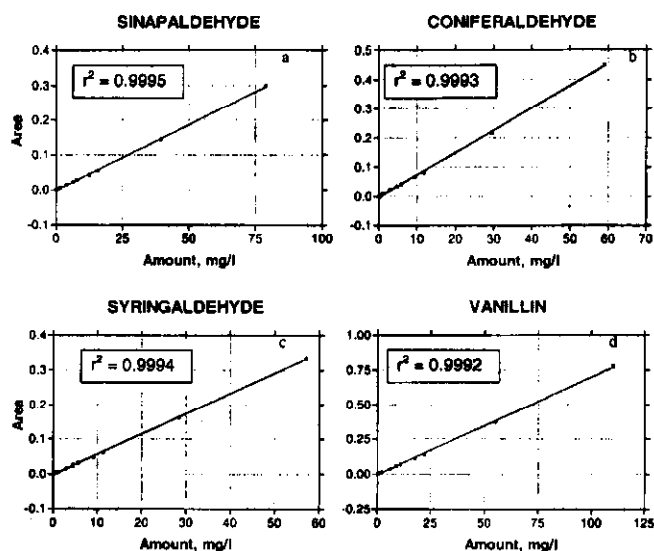 SINAPALDEHYDE
a
r² = 0.9995
0.4
0.3
0.2
0.1
0.0
-0.1
Area
0 25 50 75 100
Amount, mg/l
CONIFERALDEHYDE
b
r² = 0.9993
0.5
0.4
0.3
0.2
0.1
0.0
-0.1
0 10 20 30 40 50 60 70
Amount, mg/l
SYRINGALDEHYDE
c
r² = 0.9994
0.4
0.3
0.2
0.1
0.0
-0.1
Area
0 10 20 30 40 50 60
Amount, mg/l
VANILLIN
d
r² = 0.9992
1.00
0.75
0.50
0.25
0.00
-0.25
0 25 50 75 100 125
Amount, mg/l